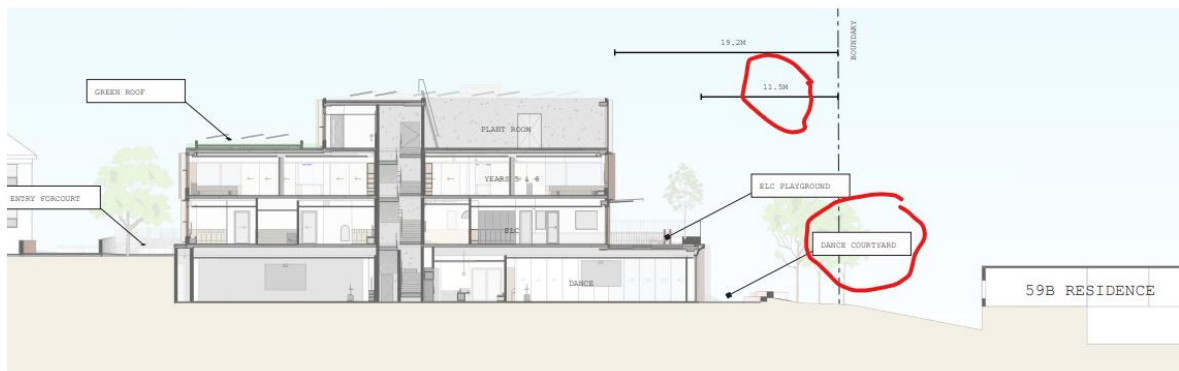 19.2M
BOUNDARY
11.5M
GREEN ROOF
PLANT ROOM
YEARS 5 & 6
ELC PLAYGROUND
ENTRY FORCOURT
ELC
DANCE COURTYARD
DANCE
59B RESIDENCE